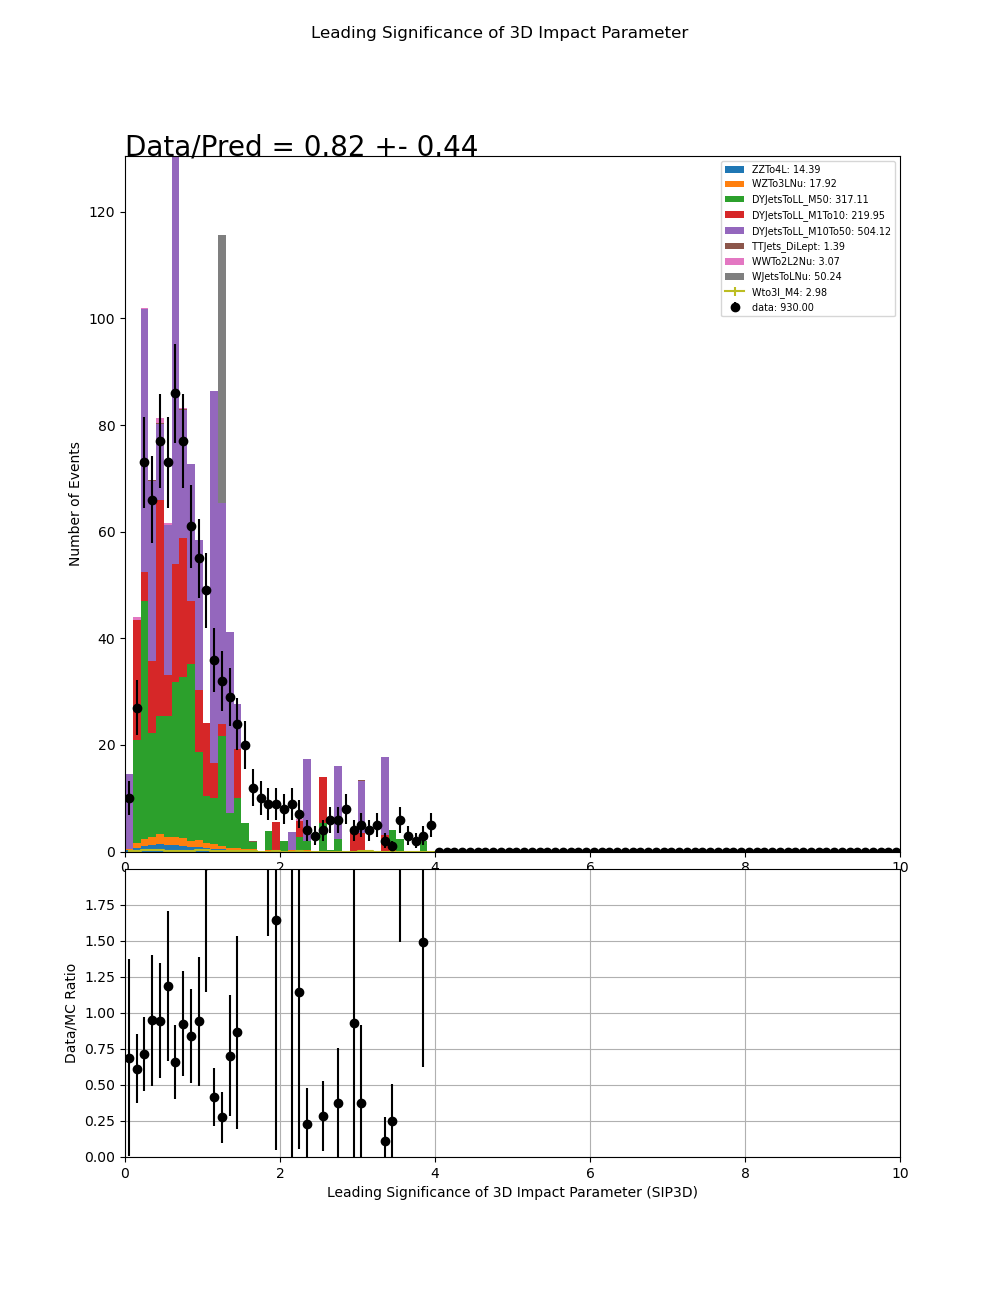 Leading Significance of 3D Impact Parameter
Data/Pred = 0.82 +- 0.44
Number of Events
120
100
80
60
40
20
0
ZZTo4L: 14.39
WZTo3LNu: 17.92
DYJetsToLL_M50: 317.11
DYJetsToLL_M1To10: 219.95
DYJetsToLL_M10To50: 504.12
TTJets_DiLept: 1.39
WWTo2L2Nu: 3.07
WJetsToLNu: 50.24
Wto3l_M4: 2.98
data: 930.00
0 2 4 6 8 10
Data/MC Ratio
1.75
1.50
1.25
1.00
0.75
0.50
0.25
0.00
0 2 4 6 8 10
Leading Significance of 3D Impact Parameter (SIP3D)